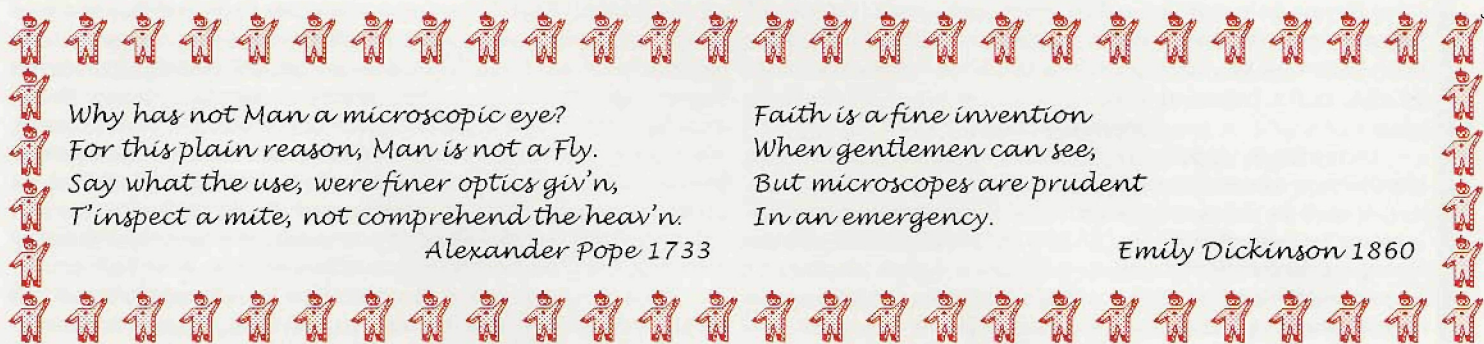 Why has not Man a microscopic eye?
For this plain reason, Man is not a Fly.
Say what the use, were finer optics giv'n,
T'inspect a mite, not comprehend the heav'n.
Alexander Pope 1733
Faith is a fine invention
When gentlemen can see,
But microscopes are prudent
In an emergency.
Emily Dickinson 1860